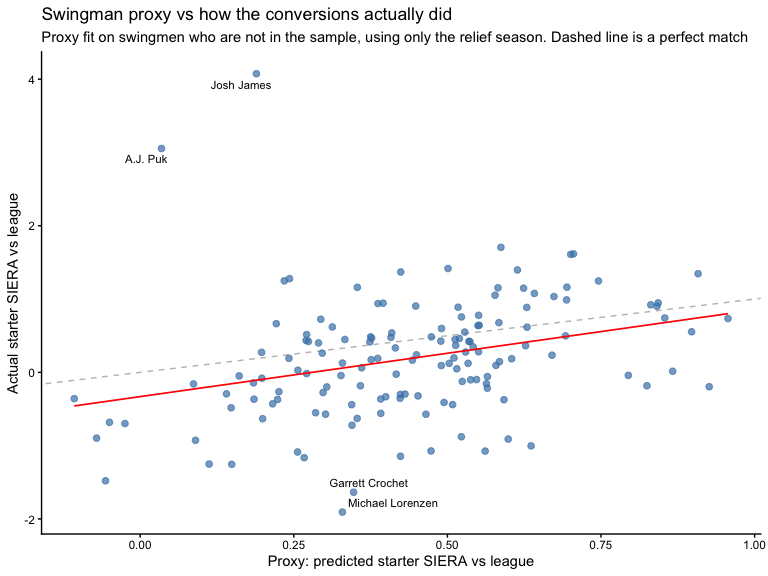 Swingman proxy vs how the conversions actually did
Proxy fit on swingmen who are not in the sample, using only the relief season. Dashed line is a perfect match
4
Josh James
A.J. Puk
2
Actual starter SIERA vs league
0
Garrett Crochet
Michael Lorenzen
-2
0.00 0.25 0.50 0.75 1.00
Proxy: predicted starter SIERA vs league